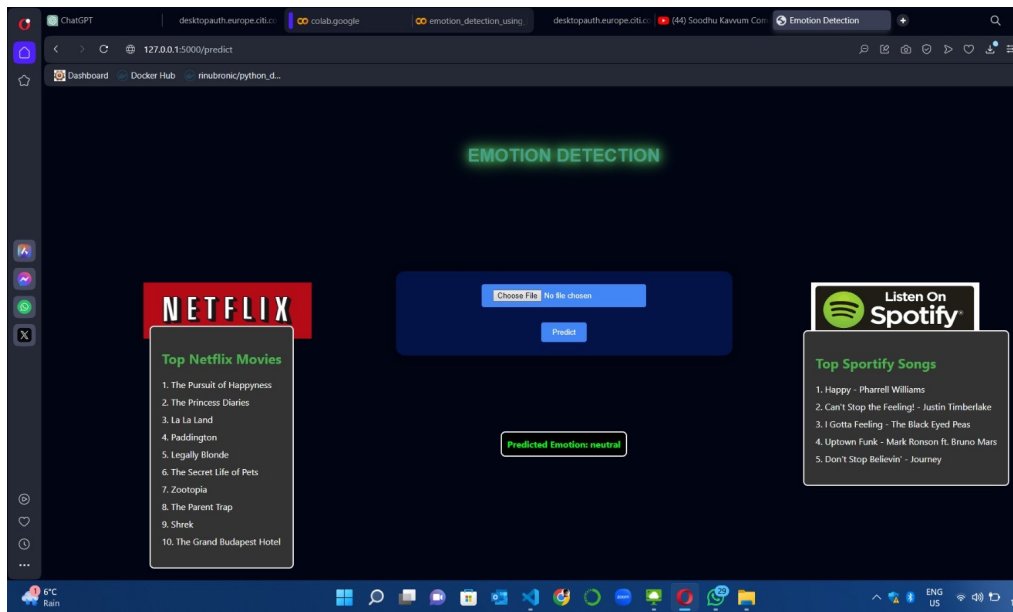 ChatGPT
desktopauth.europe.citi.co
colab.google
emotion_detection_using_
desktopauth.europe.citi.co
(44) Soodhu Kavvum Com
Emotion Detection
127.0.0.1:5000/predict
Dashboard
Docker Hub
rinubronic/python_d...
EMOTION DETECTION
NETFLIX
Top Netflix Movies
1. The Pursuit of Happyness
2. The Princess Diaries
3. La La Land
4. Paddington
5. Legally Blonde
6. The Secret Life of Pets
7. Zootopia
8. The Parent Trap
9. Shrek
10. The Grand Budapest Hotel
Choose File No file chosen
Predict
Predicted Emotion: neutral
Listen On
Spotify
Top Sportify Songs
1. Happy - Pharrell Williams
2. Can't Stop the Feeling! - Justin Timberlake
3. I Gotta Feeling - The Black Eyed Peas
4. Uptown Funk - Mark Ronson ft. Bruno Mars
5. Don't Stop Believin' - Journey
6°C
Rain
29
ENG
US